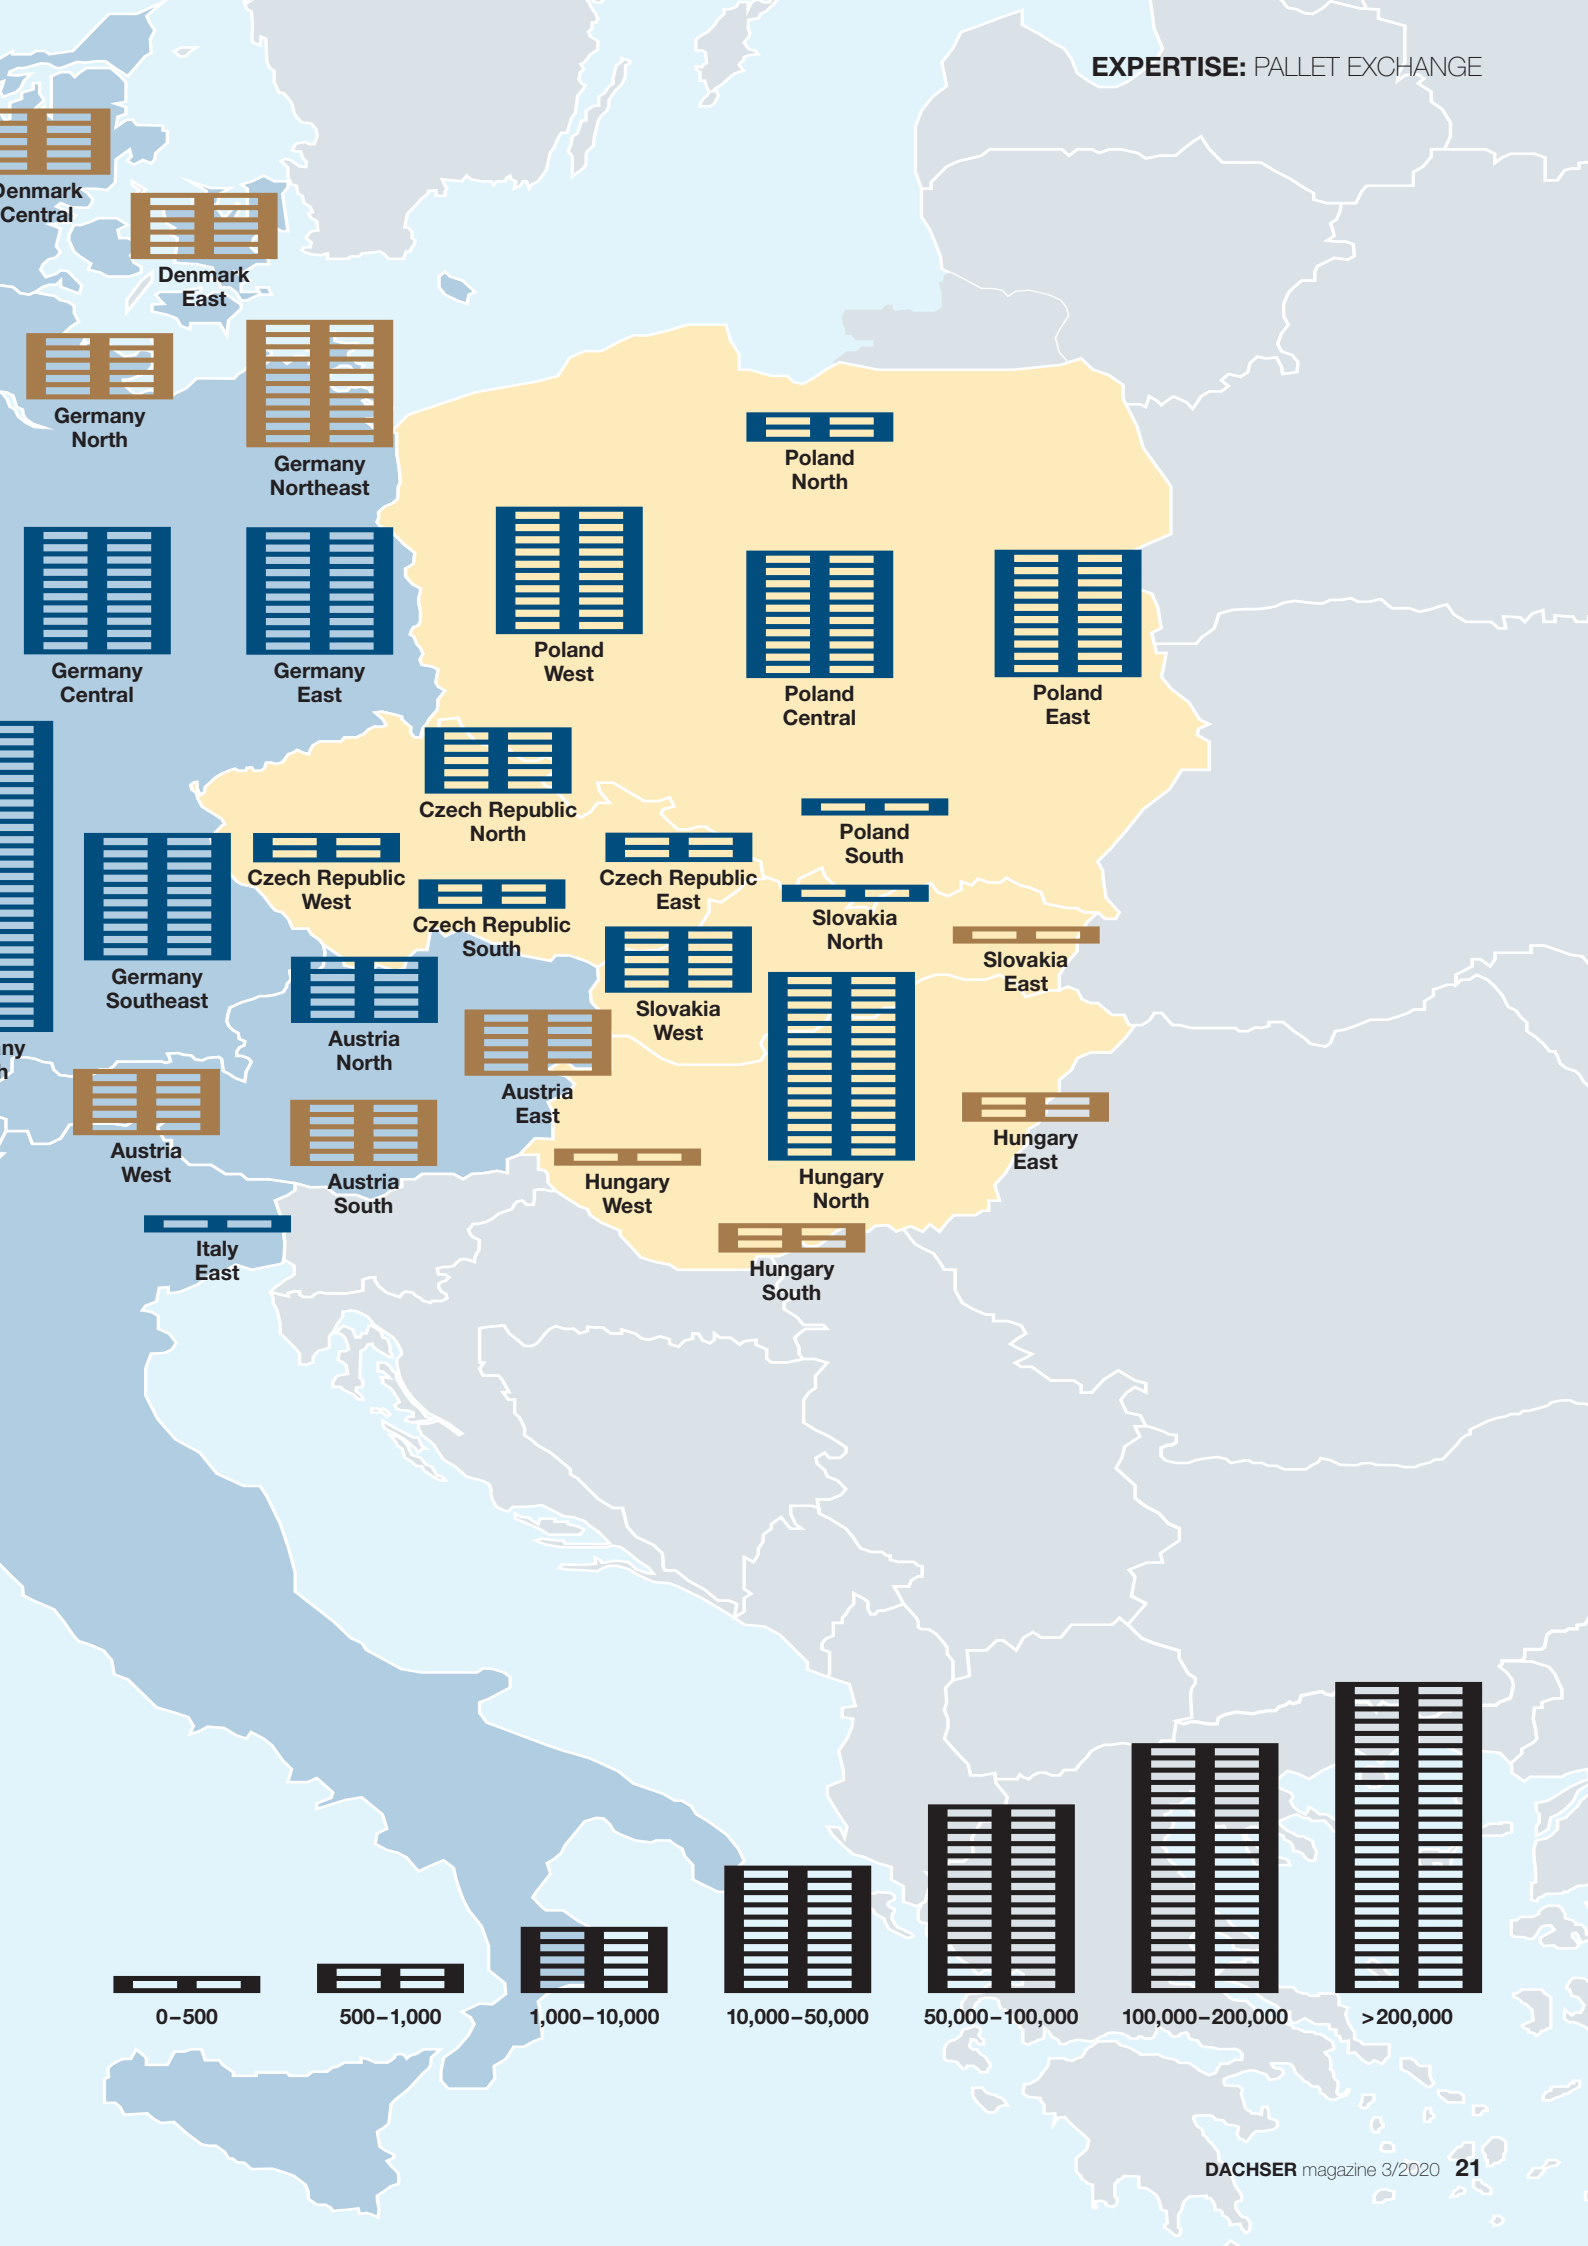 EXPERTISE: PALLET EXCHANGE
Denmark
Central
Denmark
East
Germany
North
Germany
Northeast
Poland
North
Germany
Central
Germany
East
Poland
West
Poland
Central
Poland
East
Czech Republic
North
Poland
South
Czech Republic
West
Czech Republic
East
Czech Republic
South
Slovakia
North
Slovakia
East
Germany
Southeast
Slovakia
West
Austria
North
Austria
East
Austria
West
Austria
South
Hungary
West
Hungary
North
Hungary
East
Italy
East
Hungary
South
0–500
500–1,000
1,000–10,000
10,000–50,000
50,000–100,000
100,000–200,000
>200,000
DACHSER magazine 3/2020 21